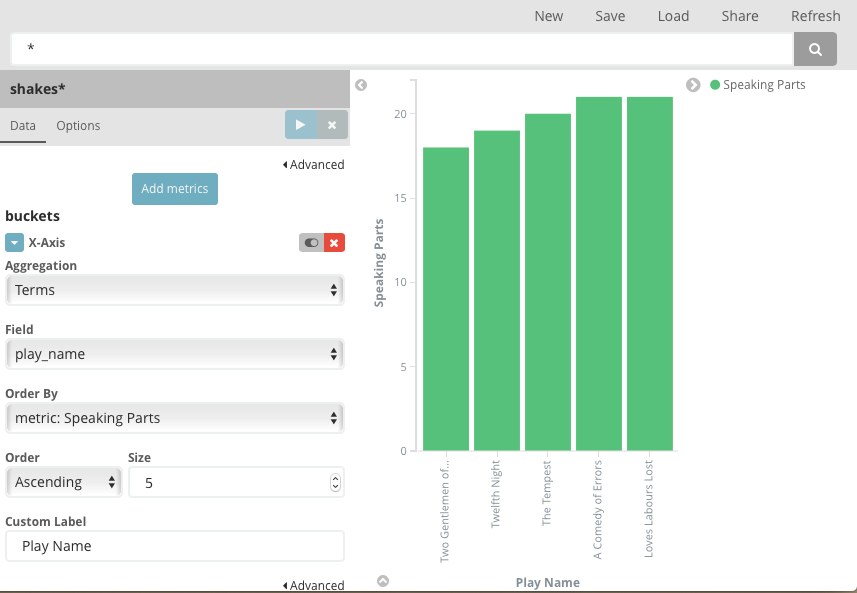 New Save Load Share Refresh
*
shakes*
Data Options
Advanced
Add metrics
buckets
X-Axis
Aggregation
Terms
Field
play_name
Order By
metric: Speaking Parts
Order Size
Ascending 5
Custom Label
Play Name
Advanced
Speaking Parts
20
15
10
5
0
Speaking Parts
Two Gentlemen of...
Twelfth Night
The Tempest
A Comedy of Errors
Loves Labours Lost
Play Name